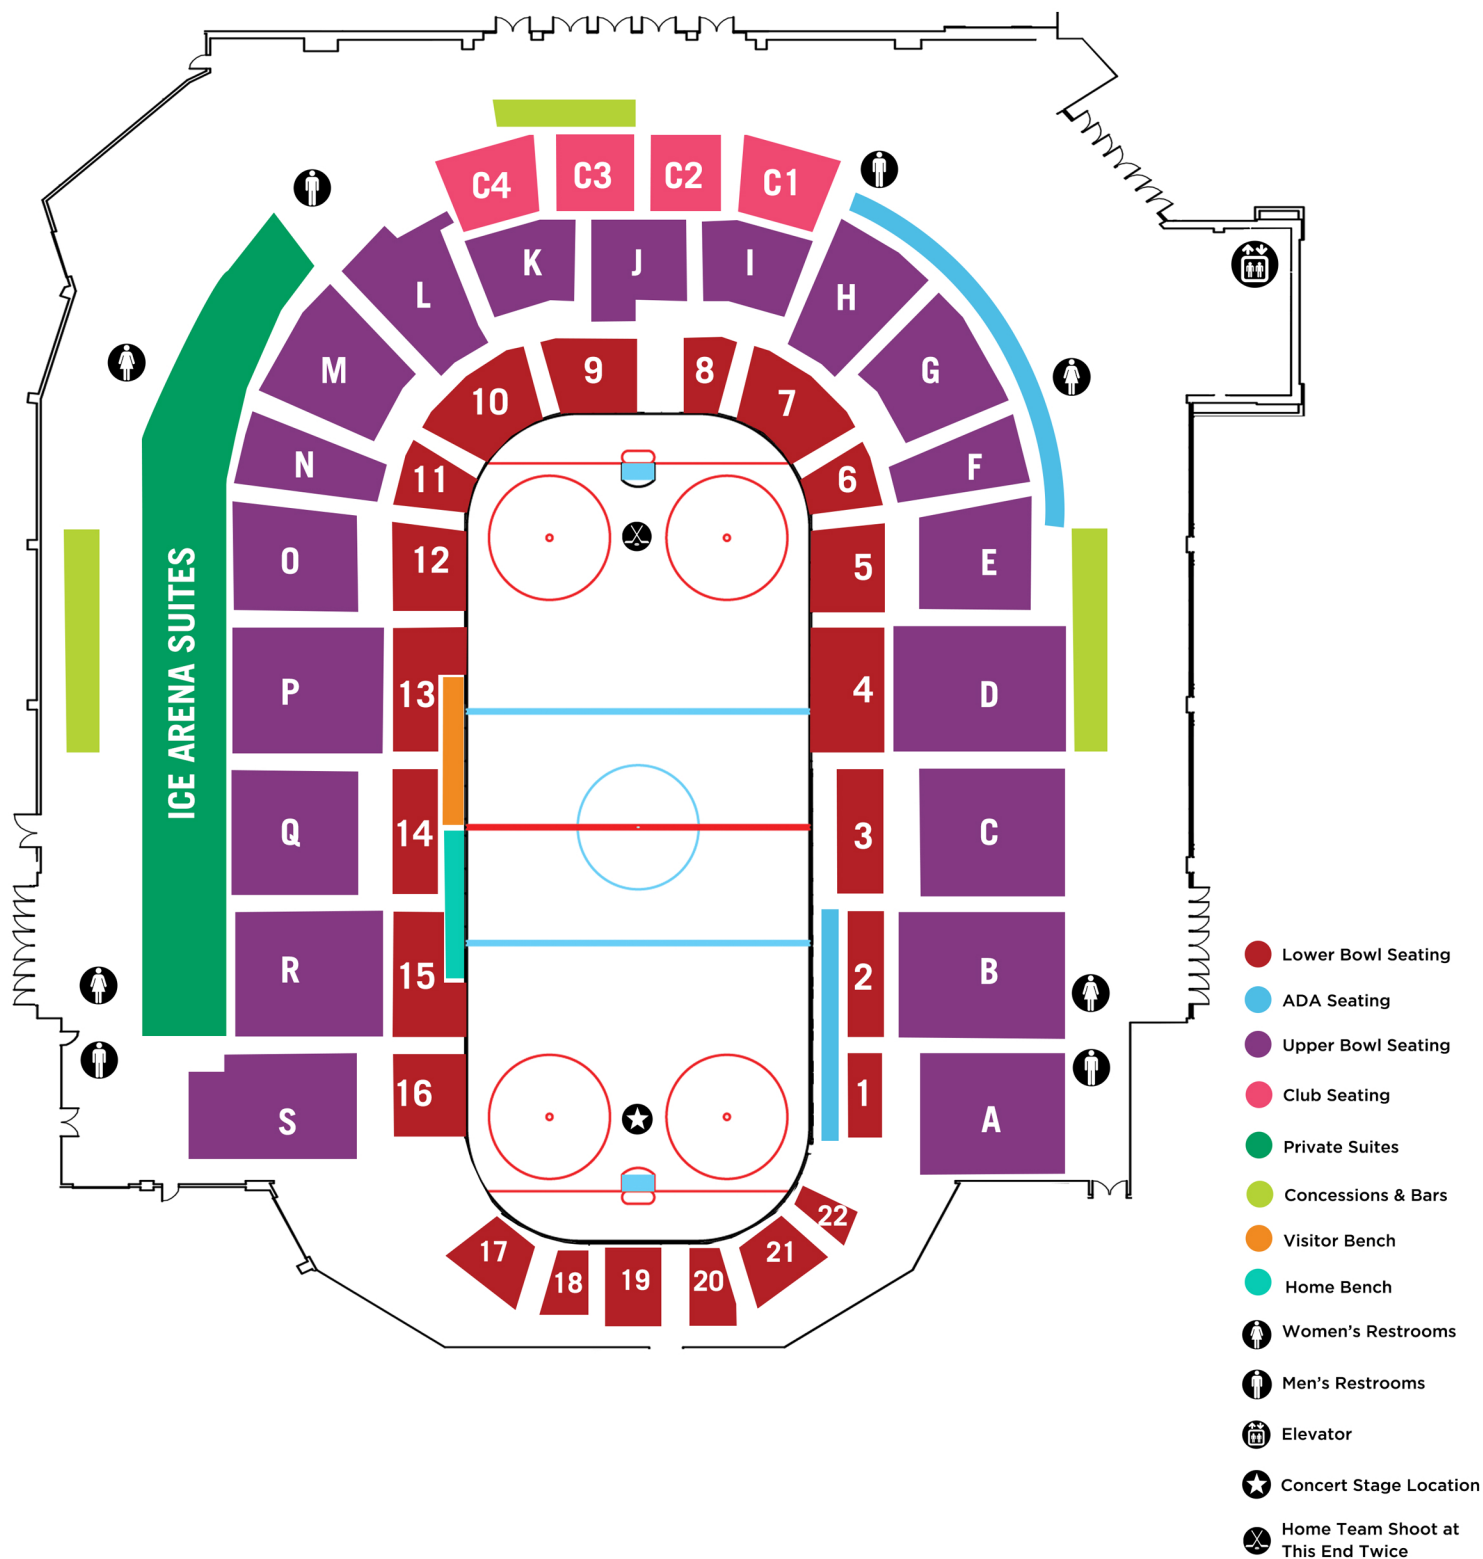 C4
C3
C2
C1
K
J
I
L
H
M
G
9
8
10
7
N
11
6
F
O
12
5
E
ICE ARENA SUITES
P
13
4
D
Q
14
3
C
R
15
2
B
S
16
1
A
17
18
19
20
21
22
Lower Bowl Seating
ADA Seating
Upper Bowl Seating
Club Seating
Private Suites
Concessions & Bars
Visitor Bench
Home Bench
Women's Restrooms
Men's Restrooms
Elevator
Concert Stage Location
Home Team Shoot at
This End Twice